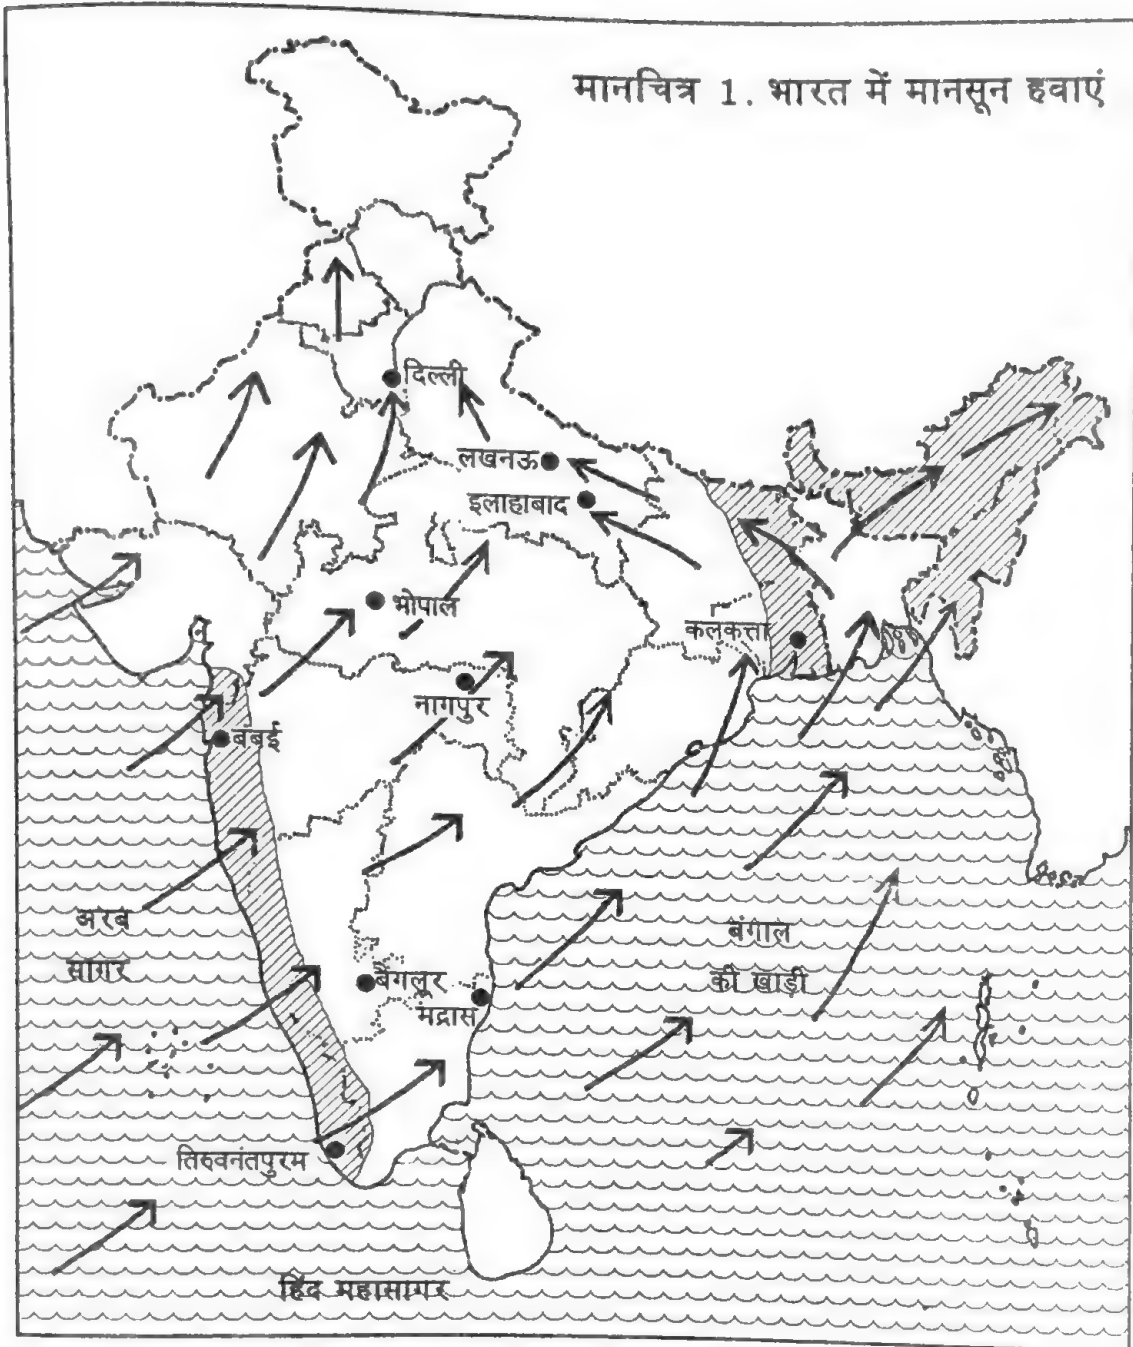 मानचित्र 1. भारत में मानसून हवाएं
दिल्ली
लखनऊ
इलाहाबाद
भोपाल
कलकत्ता
नागपुर
बंबई
अरब
सागर
बंगाल
की खाड़ी
बैंगलूर
मद्रास
तिरुवनंतपुरम
हिंद महासागर